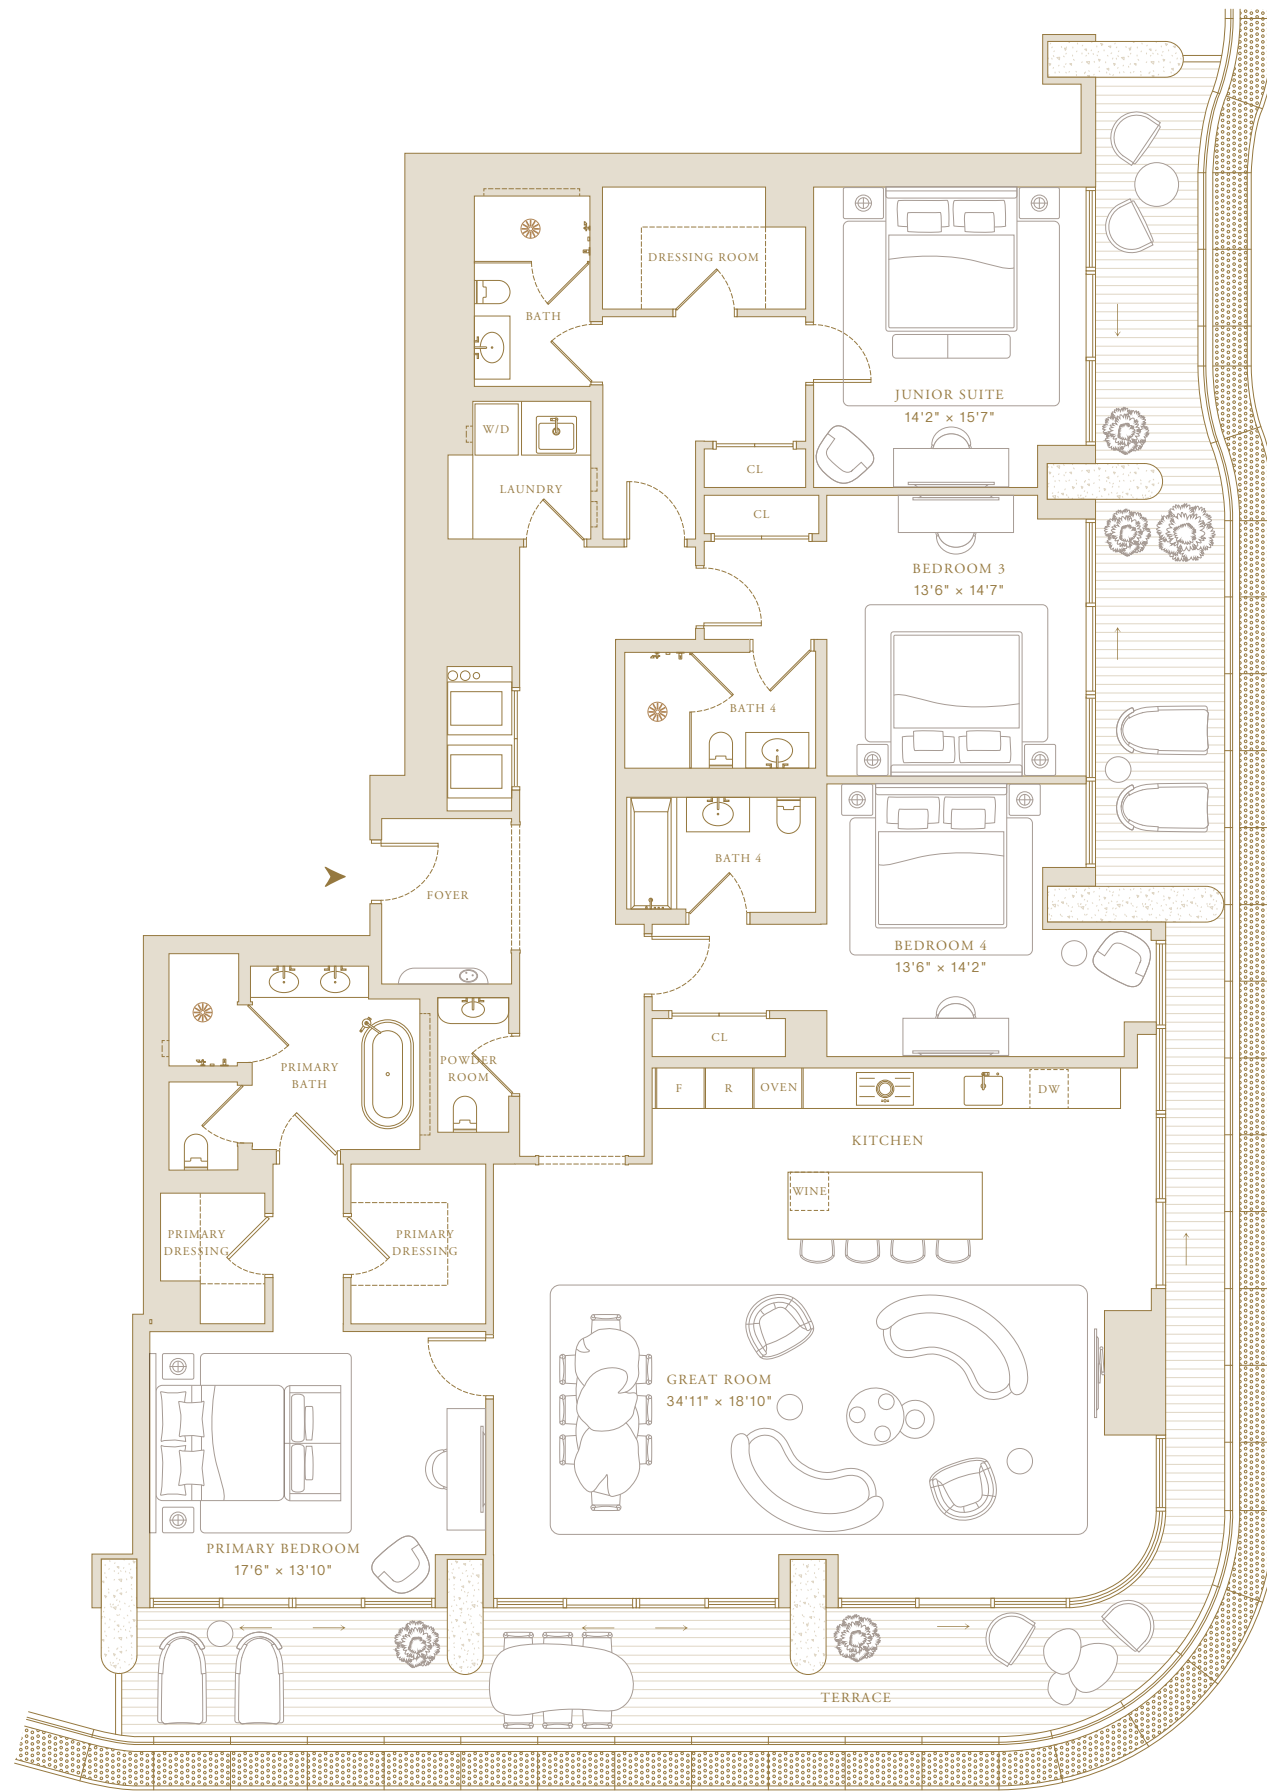 DRESSING ROOM
BATH
JUNIOR SUITE
14'2" × 15'7"
W/D
CL
LAUNDRY
CL
BEDROOM 3
13'6" × 14'7"
BATH 4
BATH 4
FOYER
BEDROOM 4
13'6" × 14'2"
CL
POWDER
ROOM
PRIMARY
BATH
F
R
OVEN
DW
KITCHEN
WINE
PRIMARY
DRESSING
PRIMARY
DRESSING
GREAT ROOM
34'11" × 18'10"
PRIMARY BEDROOM
17'6" × 13'10"
TERRACE